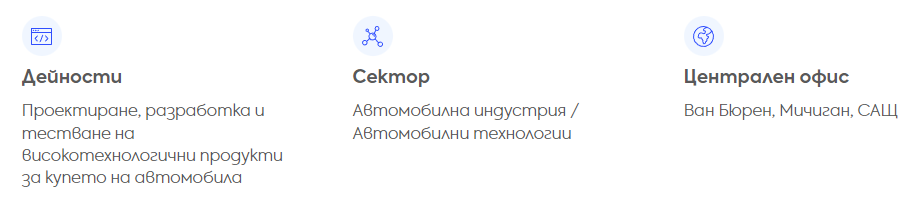 Дейности
Проектиране, разработка и
тестване на
високотехнологични продукти
за купето на автомобила
Сектор
Автомобилна индустрия /
Автомобилни технологии
Централен офис
Ван Бюрен, Мичиган, САЩ